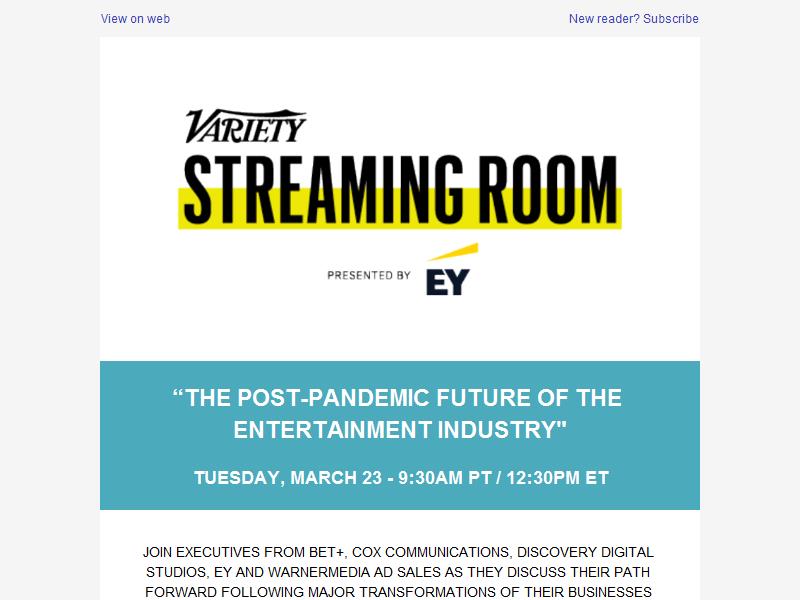 View on web
New reader? Subscribe
VARIETY
STREAMING ROOM
PRESENTED BY EY
“THE POST-PANDEMIC FUTURE OF THE
ENTERTAINMENT INDUSTRY"
TUESDAY, MARCH 23 - 9:30AM PT / 12:30PM ET
JOIN EXECUTIVES FROM BET+, COX COMMUNICATIONS, DISCOVERY DIGITAL
STUDIOS, EY AND WARNERMEDIA AD SALES AS THEY DISCUSS THEIR PATH
FORWARD FOLLOWING MAJOR TRANSFORMATIONS OF THEIR BUSINESSES